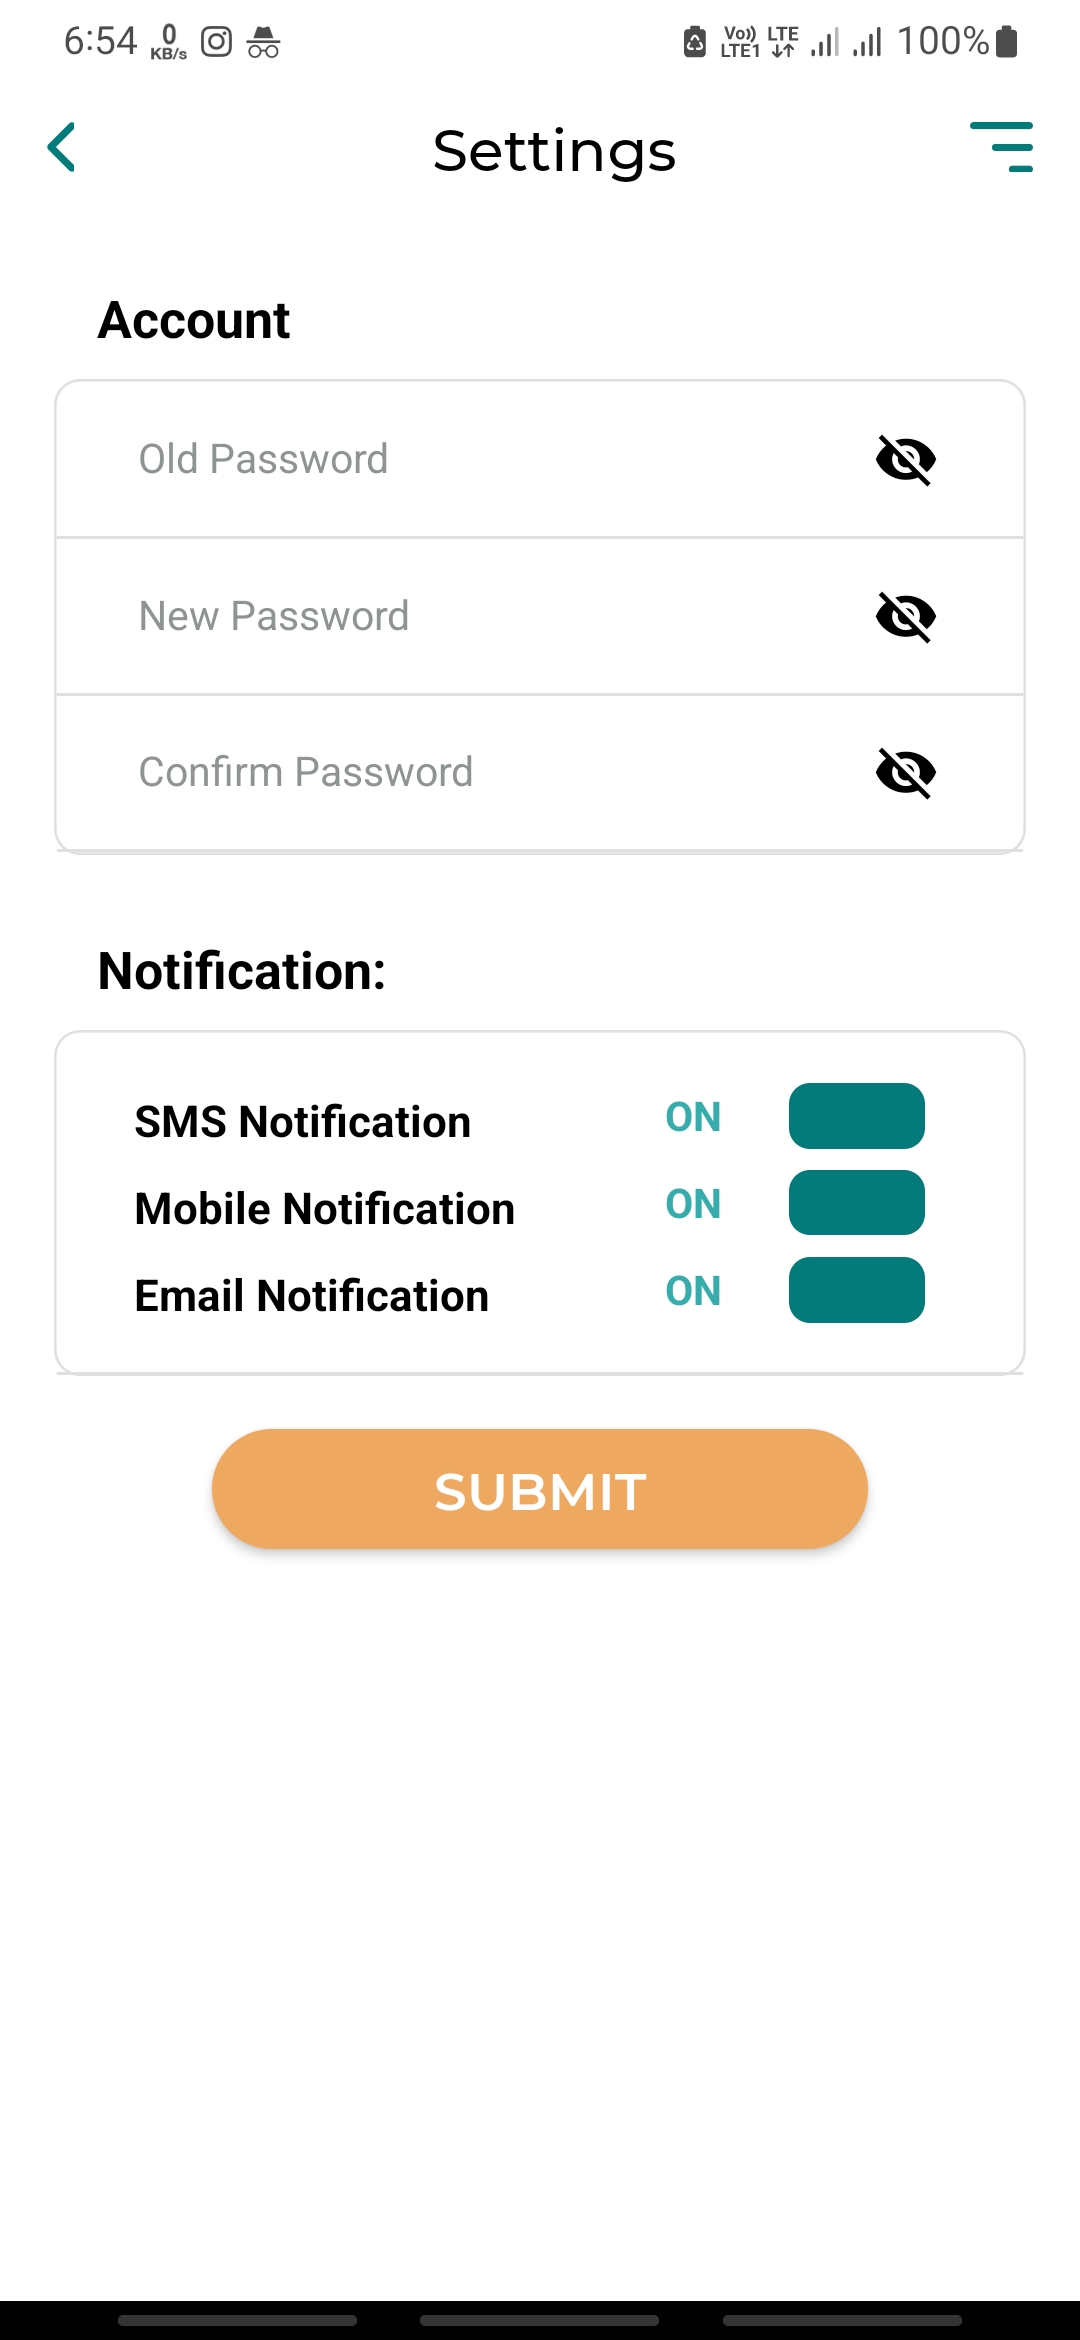 6:54 0 KB/s Vo)) LTE LTE1 100%
Settings
Account
Old Password
New Password
Confirm Password
Notification:
SMS Notification ON
Mobile Notification ON
Email Notification ON
SUBMIT